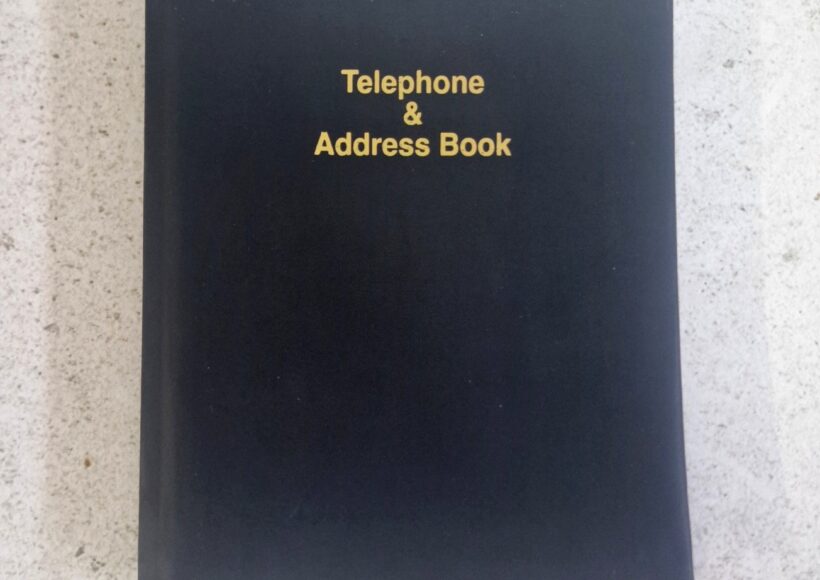 Telephone
&
Address Book